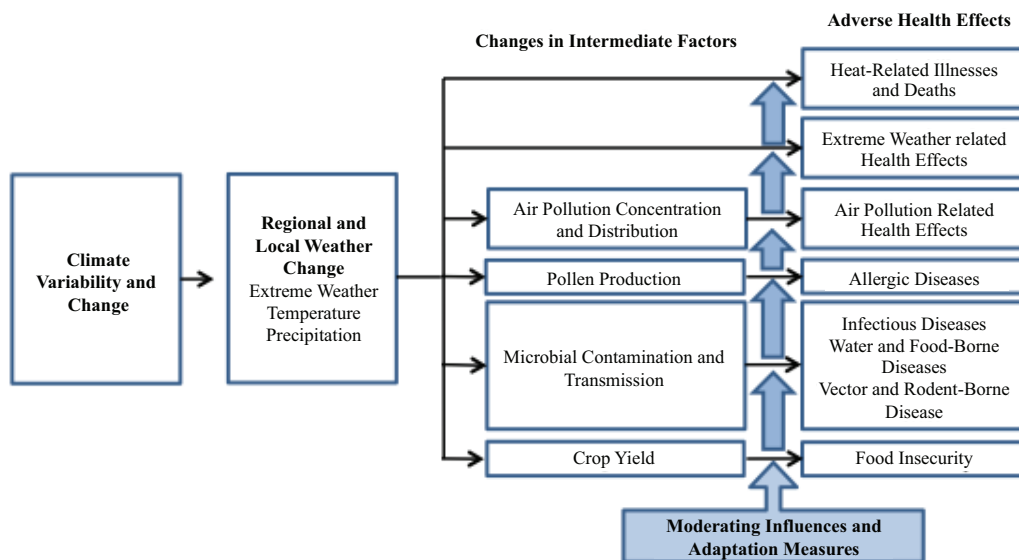 Adverse Health Effects
Changes in Intermediate Factors
Heat-Related Illnesses
and Deaths
Extreme Weather related
Health Effects
Climate
Variability and
Change
Regional and
Local Weather
Change
Extreme Weather
Temperature
Precipitation
Air Pollution Concentration
and Distribution
Air Pollution Related
Health Effects
Pollen Production
Allergic Diseases
Microbial Contamination and
Transmission
Infectious Diseases
Water and Food-Borne
Diseases
Vector and Rodent-Borne
Disease
Crop Yield
Food Insecurity
Moderating Influences and
Adaptation Measures